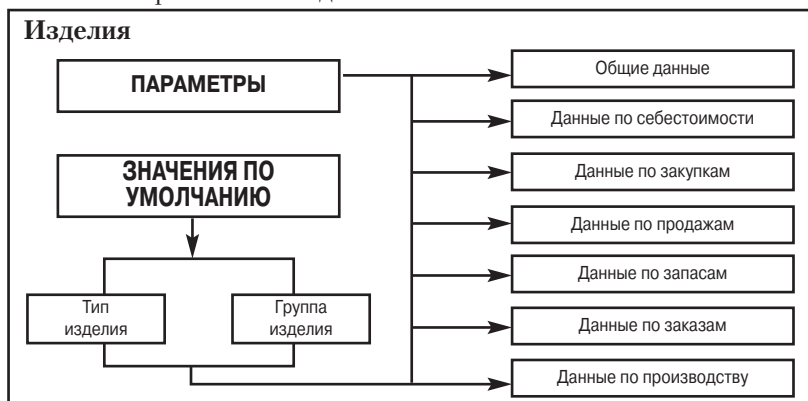 Изделия
ПАРАМЕТРЫ
ЗНАЧЕНИЯ ПО
УМОЛЧАНИЮ
Тип
изделия
Группа
изделия
Общие данные
Данные по себестоимости
Данные по закупкам
Данные по продажам
Данные по запасам
Данные по заказам
Данные по производству